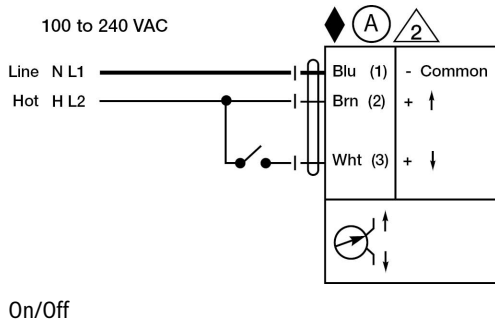 100 to 240 VAC
A
2
Line N L1
Blu (1) - Common
Hot H L2
Brn (2) +
Wht (3) +
On/Off